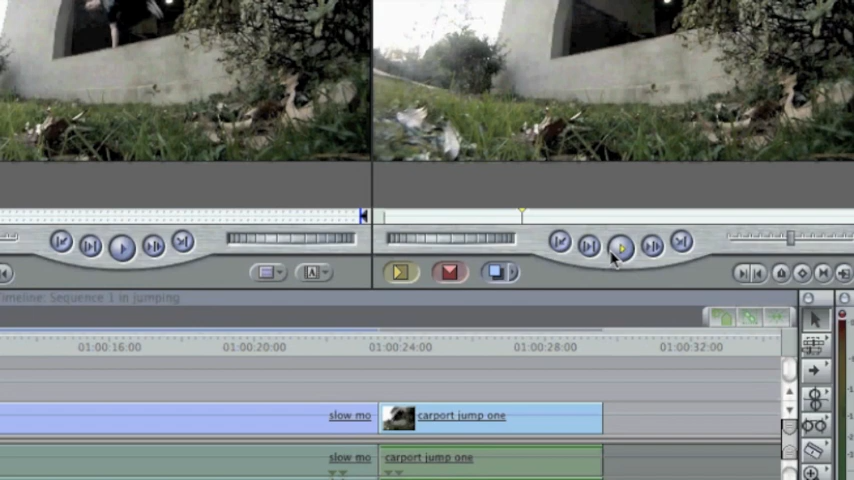 A
Timeline: Sequence 1 in jumping
01:00:16:00 01:00:20:00 01:00:24:00 01:00:28:00 01:00:32:00
slow mo carport jump one
slow mo carport jump one